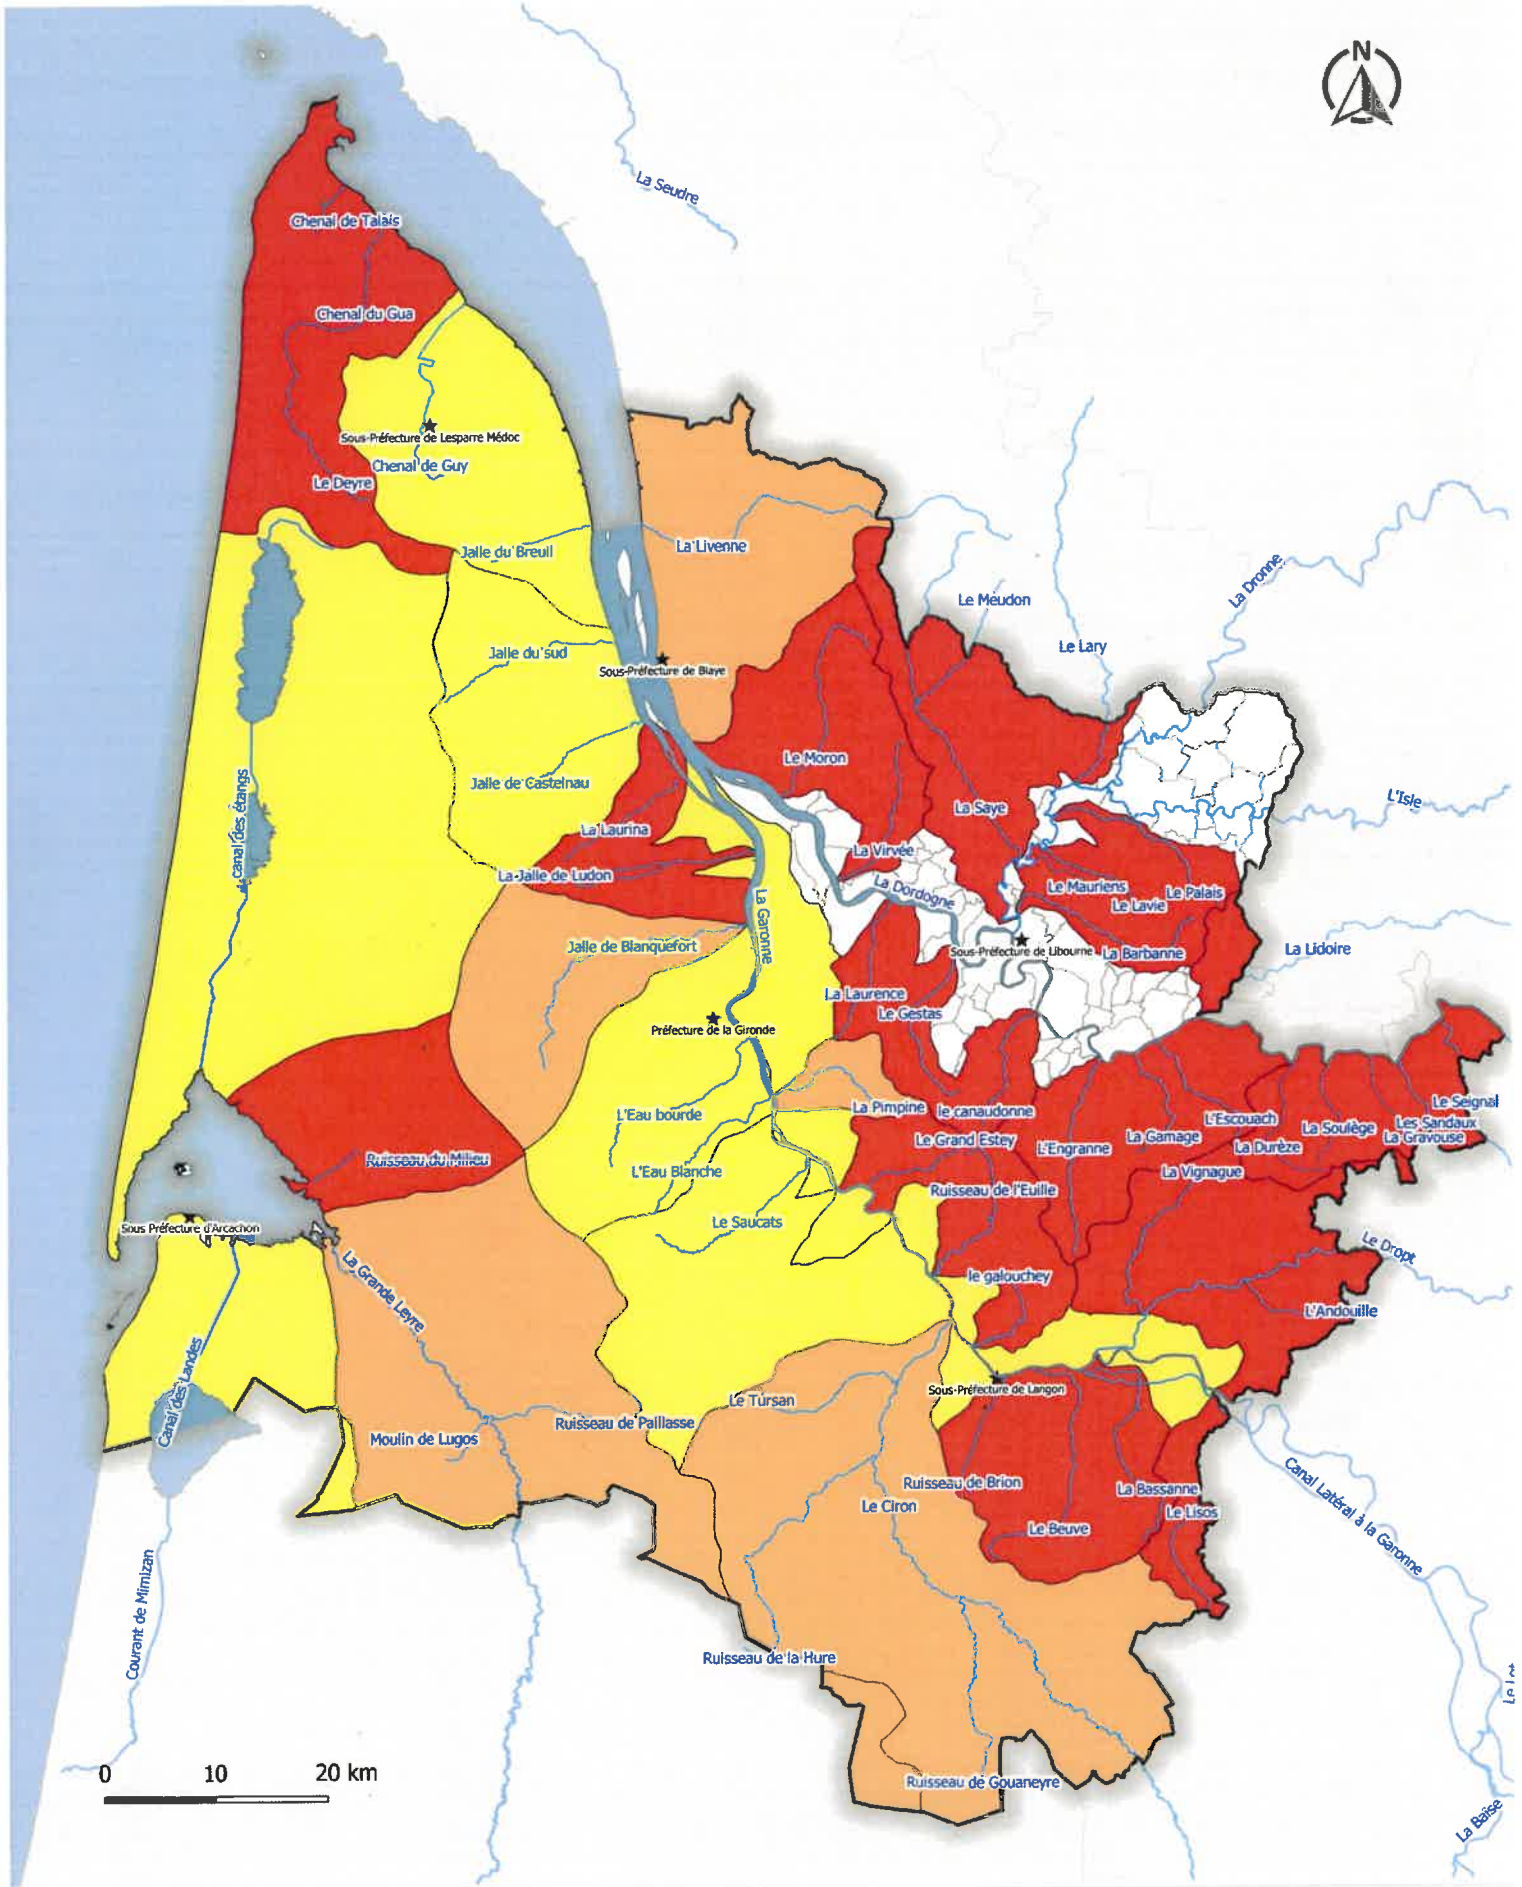 N
La Seudre
Chenal de Talais
Chenal du Gua
Sous-Préfecture de Lesparre Médoc
Chenal de Guy
Le Deyre
Jalle du Breuil
La Livenne
La Dronne
Le Meudon
Le Lary
Jalle du sud
Sous-Préfecture de Blaye
Le Moron
Jalle de Castelnau
canal des étangs
L'Isle
La Saye
La Laurina
La Virvée
La Jalle de Ludon
La Dordogne
Le Mauriens
Le Palais
Le Lavie
La Garonne
Jalle de Blanquefort
Sous-Préfecture de Libourne
La Barbanne
La Lidoire
La Laurence
Le Gestas
Préfecture de la Gironde
L'Eau bourde
La Pimpine
le canaudonne
Le Seignal
L'Escouach
Les Sandaux
La Soulège
La Gravouse
La Gamage
La Durèze
Le Grand Estey
L'Engranne
Ruisseau du Milieu
L'Eau Blanche
La Vignague
Ruisseau de l'Euille
Sous Préfecture d'Arcachon
Le Saucats
Le Dropt
La Grande Leyre
le galouchey
L'Andouille
Canal des Landes
Sous-Préfecture de Langon
Le Tursan
Ruisseau de Paillasse
Moulin de Lugos
Ruisseau de Brion
La Bassanne
Le Ciron
Le Lisos
Le Beuve
Canal Latéral à la Garonne
Courant de Mimizan
Ruisseau de la Hure
Le Lot
0 10 20 km
Ruisseau de Gouaneyre
La Baïse